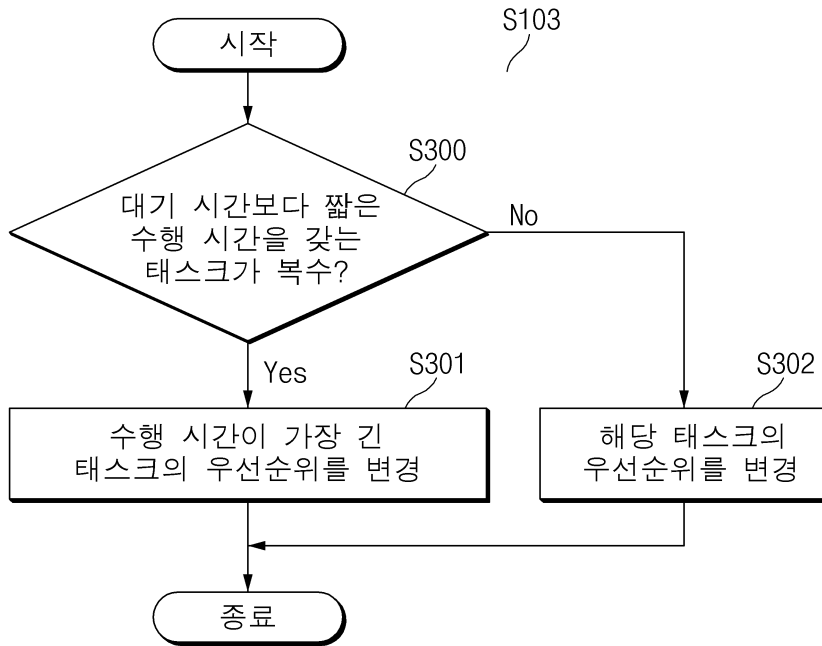 시작
S103
S300
대기 시간보다 짧은
수행 시간을 갖는
태스크가 복수?
No
Yes
S301
S302
수행 시간이 가장 긴
태스크의 우선순위를 변경
해당 태스크의
우선순위를 변경
종료